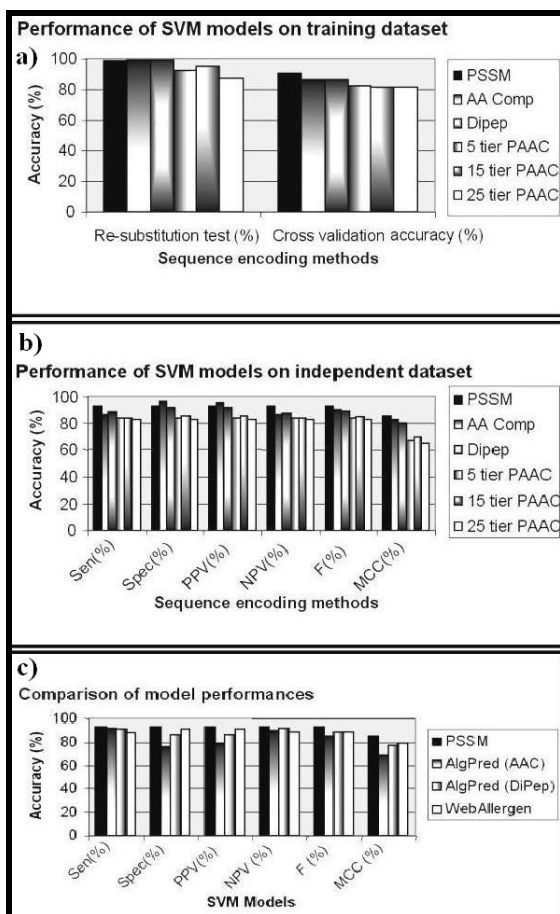 Performance of SVM models on training dataset
a)
Accuracy (%)
100
80
60
40
20
0
Re-substitution test (%) Cross validation accuracy (%)
Sequence encoding methods
PSSM
AA Comp
Dipep
5 tier PAAC
15 tier PAAC
25 tier PAAC
b)
Performance of SVM models on independent dataset
Accuracy (%)
100
80
60
40
20
0
Sen(%) Spec(%) PPV(%) NPV(%) F(%) MCC(%)
Sequence encoding methods
PSSM
AA Comp
Dipep
5 tier PAAC
15 tier PAAC
25 tier PAAC
c)
Comparison of model performances
Accuracy (%)
100
80
60
40
20
0
Sen(%) Spec(%) PPV(%) NPV (%) F (%) MCC (%)
SVM Models
PSSM
AlgPred (AAC)
AlgPred (DiPep)
WebAllergen